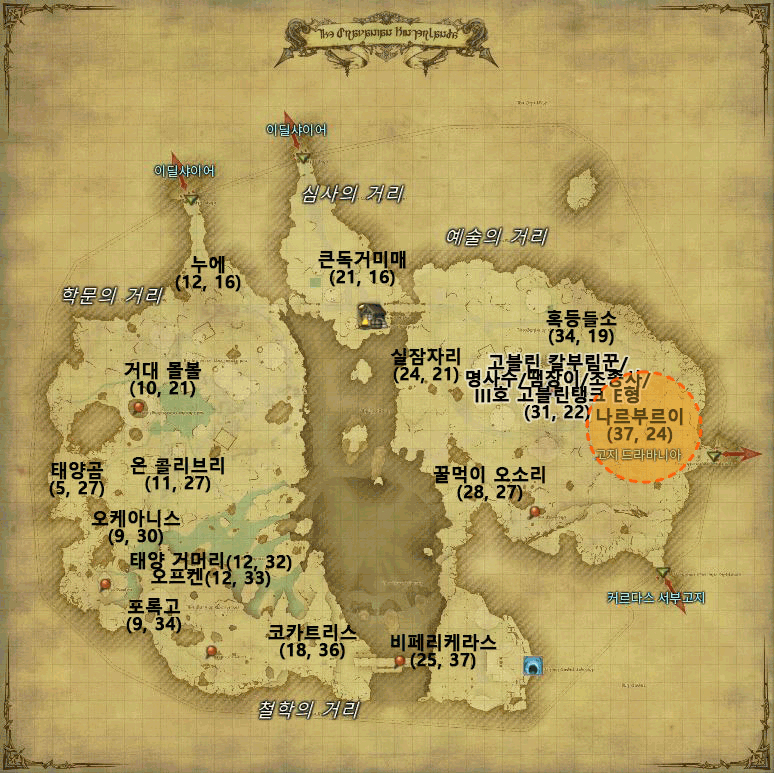 이딜샤이어
이딜샤이어
심사의 거리
예술의 거리
누에
(12, 16)
큰독거미매
(21, 16)
학문의 거리
혹등들소
(34, 19)
거대 몰볼
(10, 21)
실잠자리
(24, 21)
고블린 칼부림꾼/
명사수/땜장이/조종사/
III호 고블린탱크 E형
(31, 22)
나르부르이
(37, 24)
고지 드라바니아
태양곰
(5, 27)
온 콜리브리
(11, 27)
꿀먹이 오소리
(28, 27)
오케아니스
(9, 30)
태양 거머리(12, 32)
오프켄(12, 33)
포록고
(9, 34)
커르다스 서부고지
코카트리스
(18, 36)
비페리케라스
(25, 37)
철학의 거리